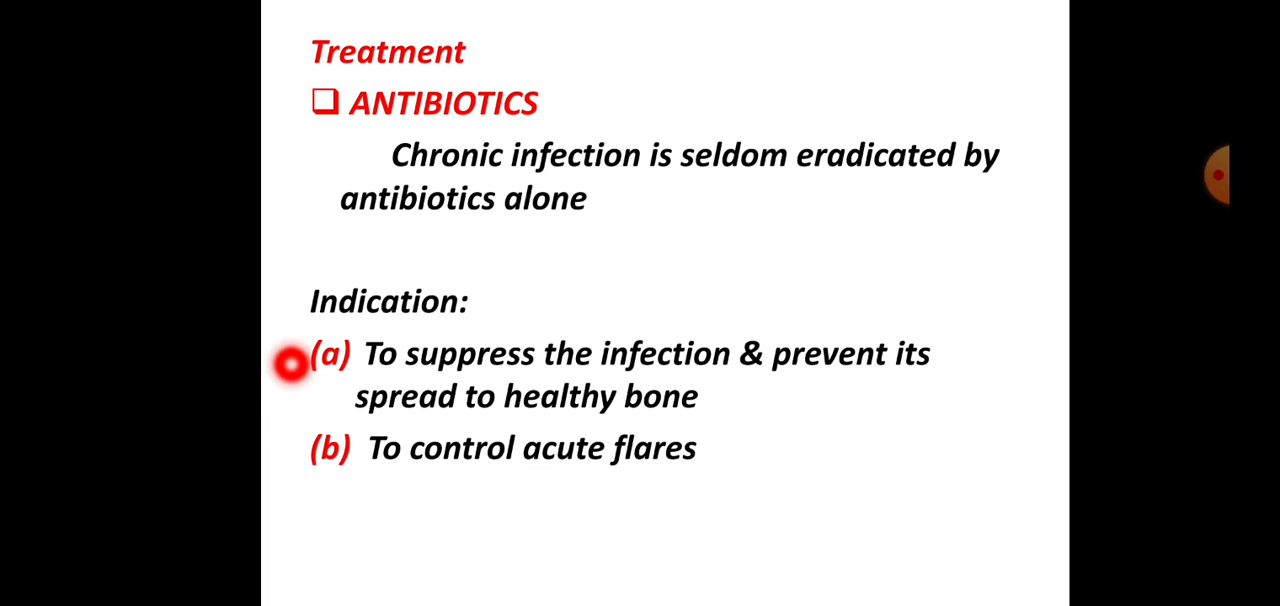 Treatment
❑ ANTIBIOTICS
Chronic infection is seldom eradicated by
antibiotics alone
Indication:
(a) To suppress the infection & prevent its
spread to healthy bone
(b) To control acute flares